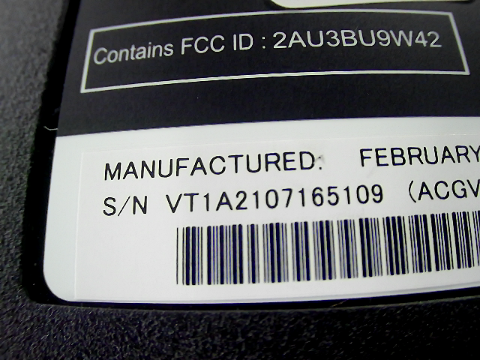 Contains FCC ID : 2AU3BU9W42
MANUFACTURED: FEBRUARY
S/N VT1A2107165109 (ACGV